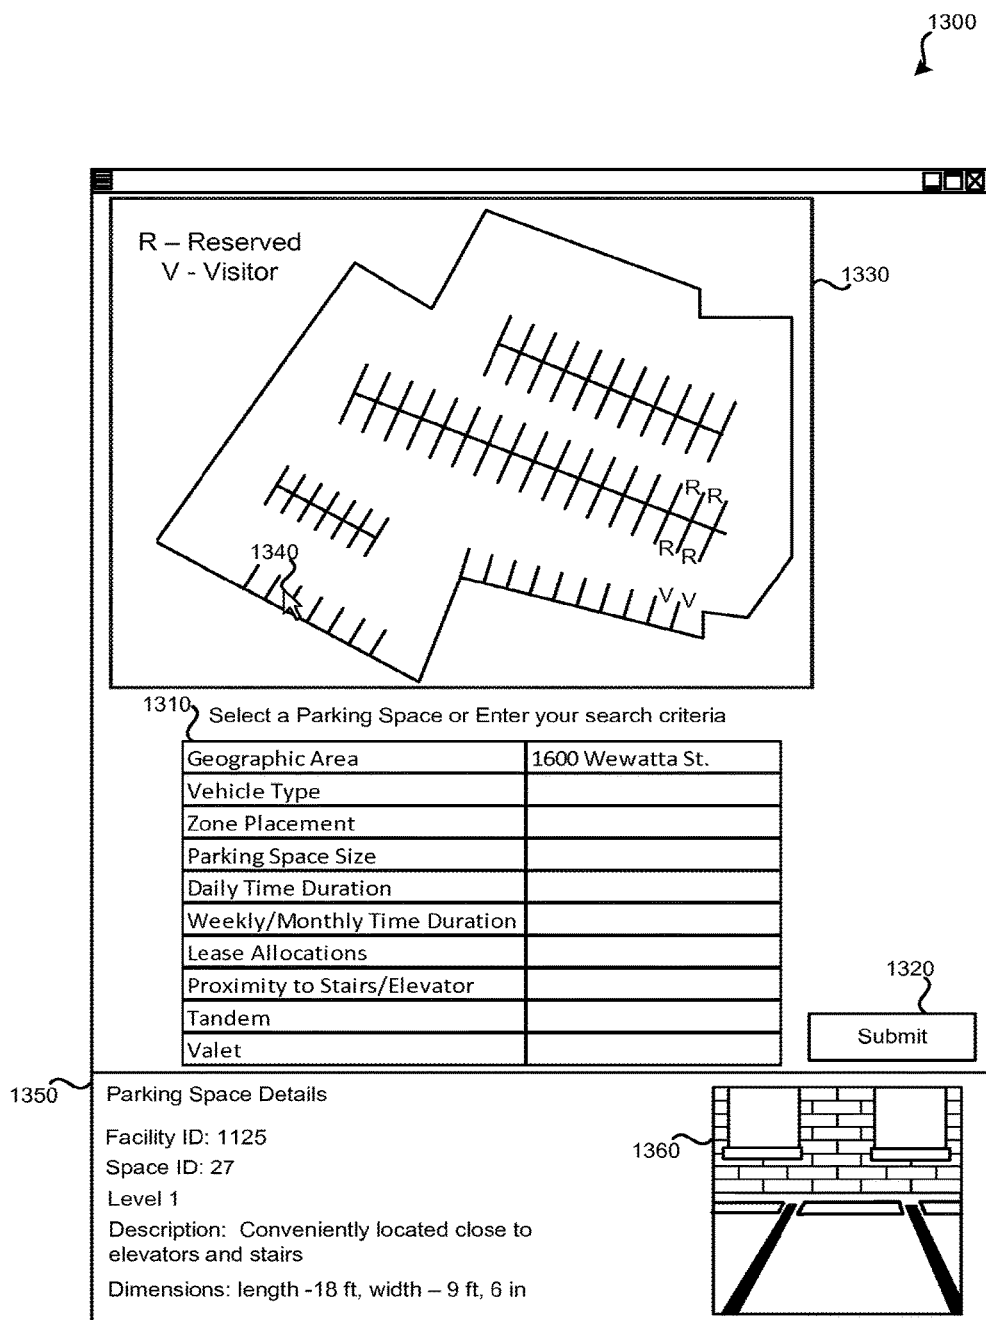 1300
R – Reserved
V - Visitor
1330
R R
R R
1340
V V
1310
Select a Parking Space or Enter your search criteria
Geographic Area 1600 Wewatta St.
Vehicle Type
Zone Placement
Parking Space Size
Daily Time Duration
Weekly/Monthly Time Duration
Lease Allocations
Proximity to Stairs/Elevator
Tandem
Valet
1320
Submit
1350
Parking Space Details
Facility ID: 1125
Space ID: 27
Level 1
Description: Conveniently located close to
elevators and stairs
Dimensions: length -18 ft, width – 9 ft, 6 in
1360